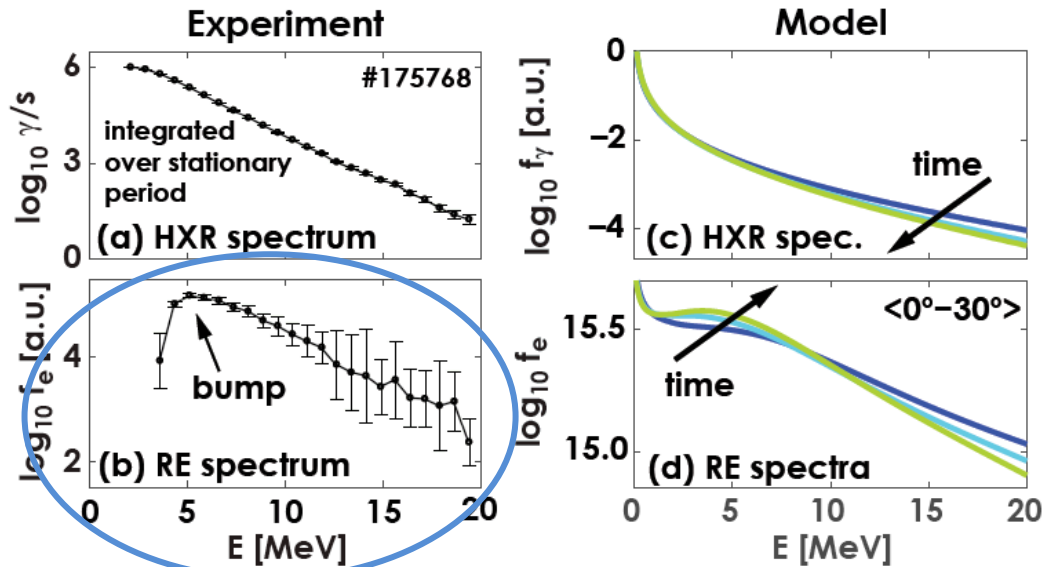 Experiment
Model
6
3
0
log₁₀ γ/s
#175768
integrated
over stationary
period
(a) HXR spectrum
0
−2
−4
log₁₀ fγ [a.u.]
time
(c) HXR spec.
4
2
log₁₀ fₑ [a.u.]
bump
(b) RE spectrum
0
5
10
15
20
E [MeV]
15.5
15.0
log₁₀ fₑ
<0°−30°>
time
(d) RE spectra
0
5
10
15
20
E [MeV]